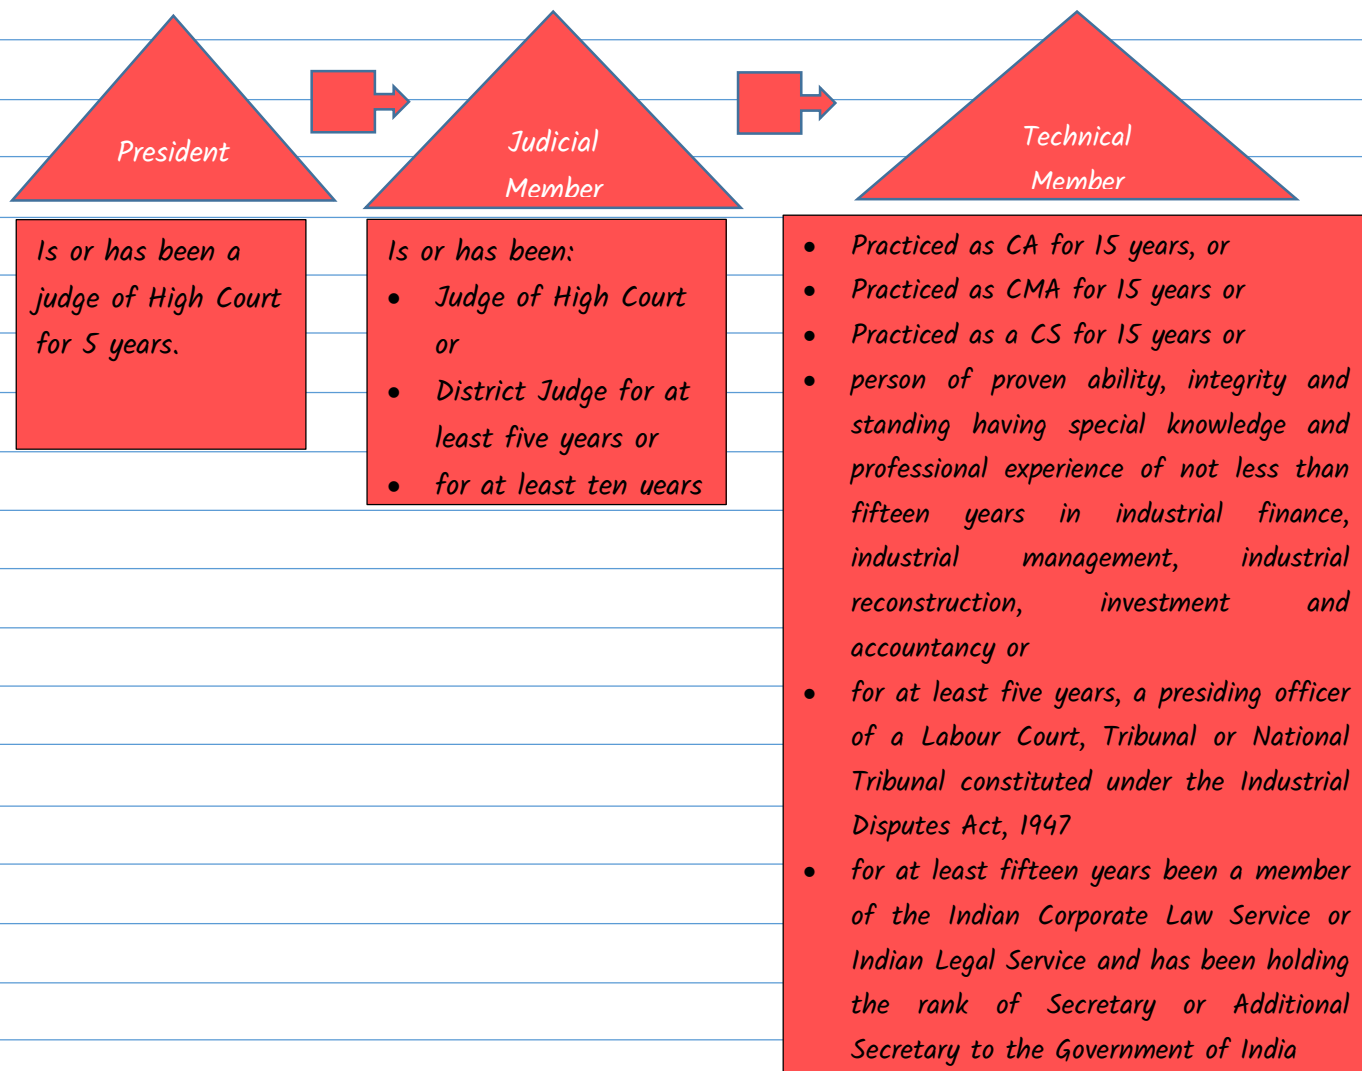 President
Judicial
Member
Technical
Member
Is or has been a
judge of High Court
for 5 years.
Is or has been:
• Judge of High Court
or
• District Judge for at
least five years or
• for at least ten years
• Practiced as CA for 15 years, or
• Practiced as CMA for 15 years or
• Practiced as a CS for 15 years or
• person of proven ability, integrity and
standing having special knowledge and
professional experience of not less than
fifteen years in industrial finance,
industrial management, industrial
reconstruction, investment and
accountancy or
• for at least five years, a presiding officer
of a Labour Court, Tribunal or National
Tribunal constituted under the Industrial
Disputes Act, 1947
• for at least fifteen years been a member
of the Indian Corporate Law Service or
Indian Legal Service and has been holding
the rank of Secretary or Additional
Secretary to the Government of India